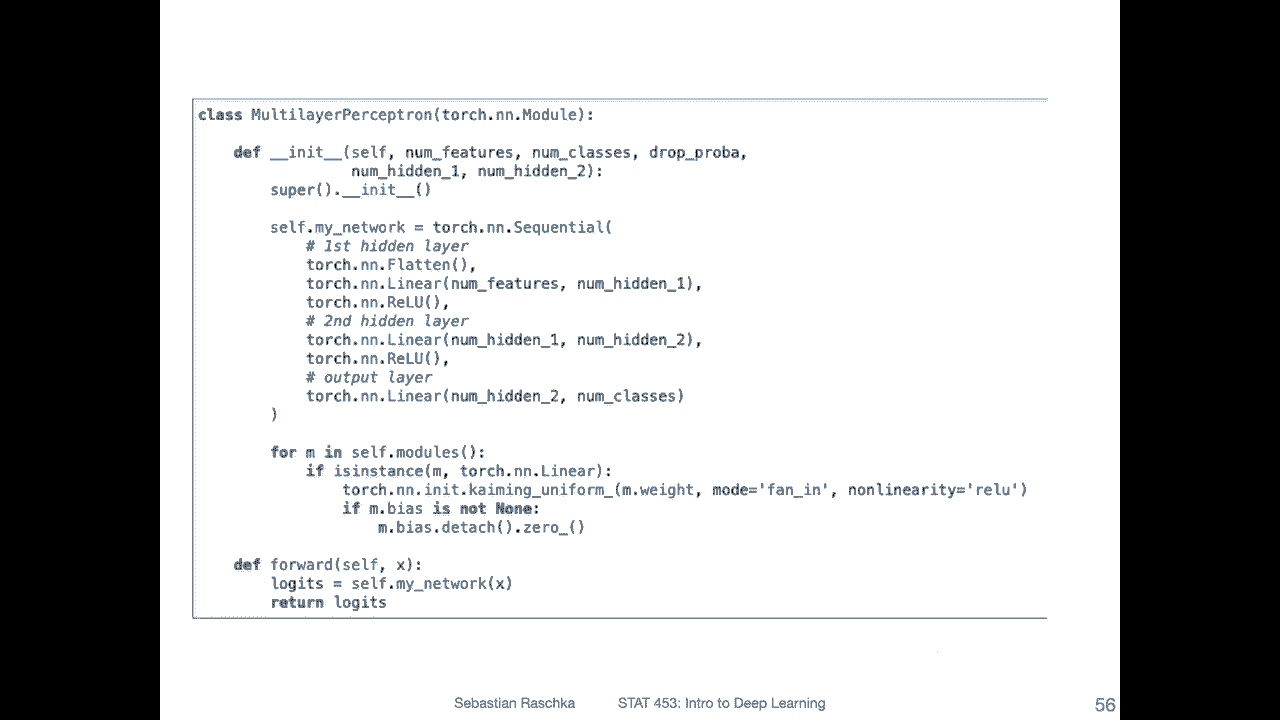 class MultilayerPerceptron(torch.nn.Module):
def __init__(self, num_features, num_classes, drop_proba,
num_hidden_1, num_hidden_2):
super().__init__()
self.my_network = torch.nn.Sequential(
# 1st hidden layer
torch.nn.Flatten(),
torch.nn.Linear(num_features, num_hidden_1),
torch.nn.ReLU(),
# 2nd hidden layer
torch.nn.Linear(num_hidden_1, num_hidden_2),
torch.nn.ReLU(),
# output layer
torch.nn.Linear(num_hidden_2, num_classes)
)
for m in self.modules():
if isinstance(m, torch.nn.Linear):
torch.nn.init.kaiming_uniform_(m.weight, mode='fan_in', nonlinearity='relu')
if m.bias is not None:
m.bias.detach().zero_()
def forward(self, x):
logits = self.my_network(x)
return logits
Sebastian Raschka STAT 453: Intro to Deep Learning 56